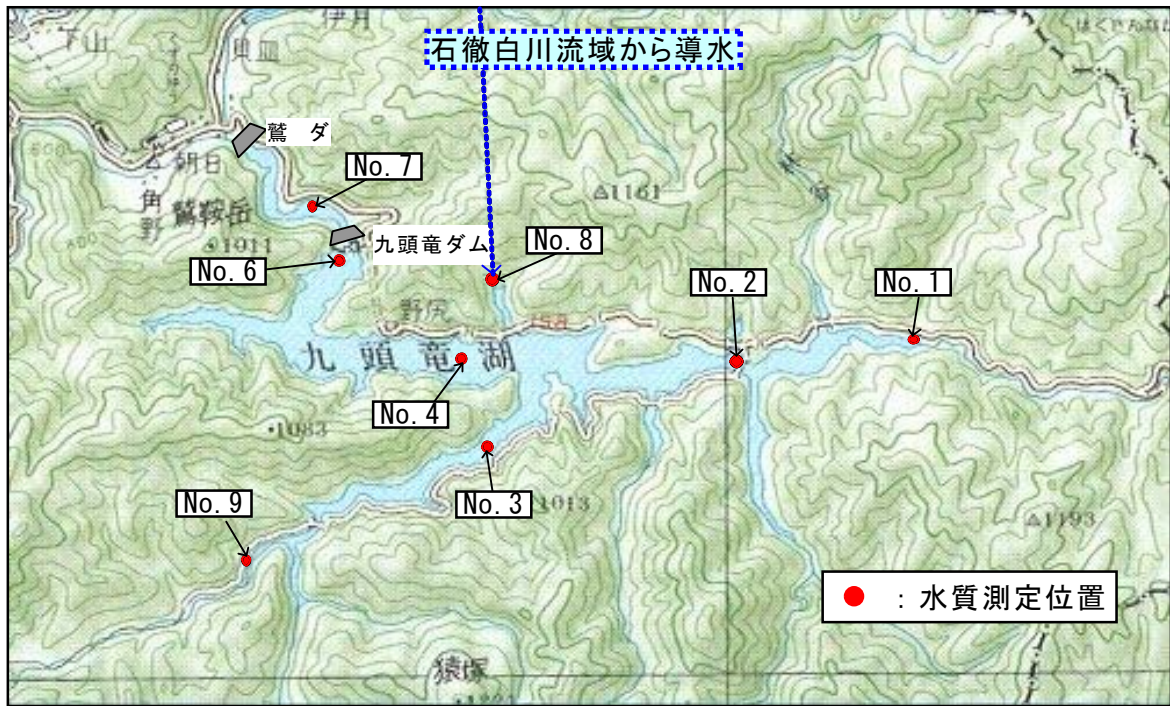 伊月
下山
石徹白川流域から導水
鷲 ダ
朝日
No.7
△1161
角野
鷲鞍岳
・1011
九頭竜ダム
No.8
No.6
No.2
No.1
野尻
158
九頭竜湖
No.4
・1083
No.9
No.3
1013
△1193
：水質測定位置
猿塚